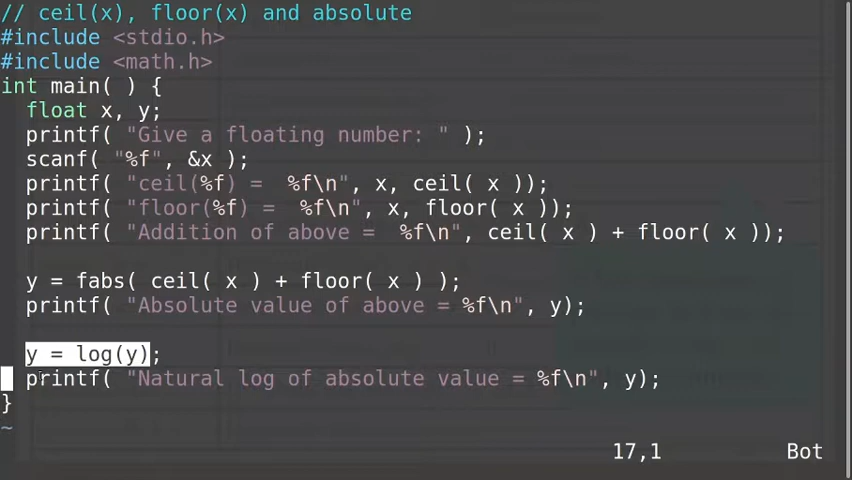 // ceil(x), floor(x) and absolute
#include <stdio.h>
#include <math.h>
int main( ) {
  float x, y;
  printf( "Give a floating number: " );
  scanf( "%f", &x );
  printf( "ceil(%f) =  %f\n", x, ceil( x ));
  printf( "floor(%f) =  %f\n", x, floor( x ));
  printf( "Addition of above =  %f\n", ceil( x ) + floor( x ));
  y = fabs( ceil( x ) + floor( x ) );
  printf( "Absolute value of above = %f\n", y);
  y = log(y);
  printf( "Natural log of absolute value = %f\n", y);
}
~
17,1 Bot